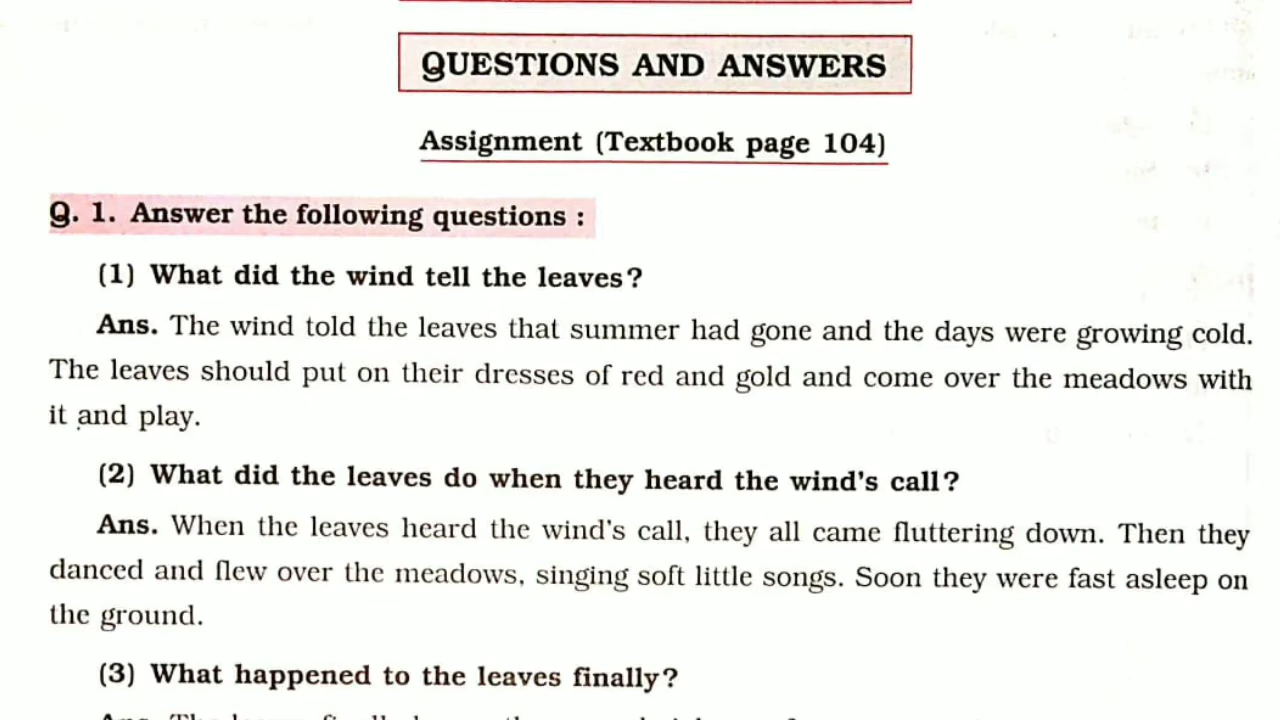 QUESTIONS AND ANSWERS
Assignment (Textbook page 104)
Q. 1. Answer the following questions :
(1) What did the wind tell the leaves?
Ans. The wind told the leaves that summer had gone and the days were growing cold.
The leaves should put on their dresses of red and gold and come over the meadows with
it and play.
(2) What did the leaves do when they heard the wind's call?
Ans. When the leaves heard the wind's call, they all came fluttering down. Then they
danced and flew over the meadows, singing soft little songs. Soon they were fast asleep on
the ground.
(3) What happened to the leaves finally?